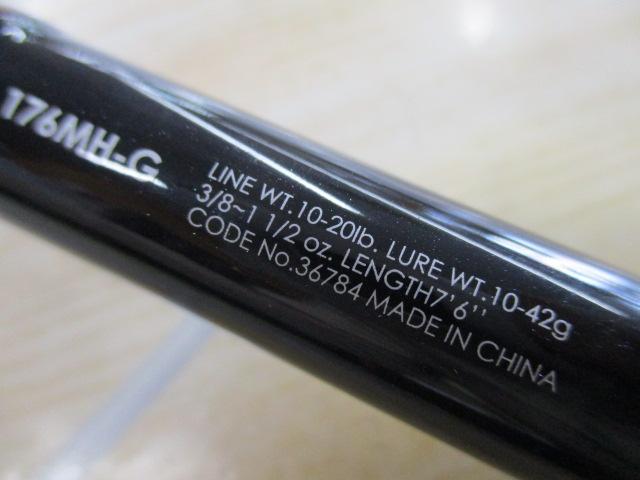 176MH-G
LINE WT.10-20lb. LURE WT.10-42g
3/8~1 1/2 oz. LENGTH7'6''
CODE No.36784 MADE IN CHINA